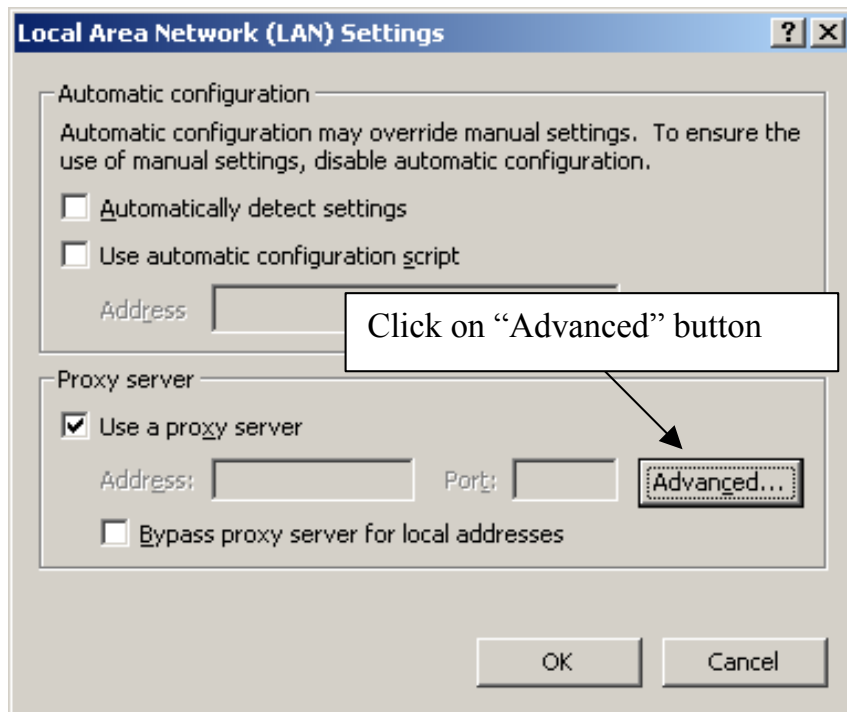 Local Area Network (LAN) Settings
? X
Automatic configuration
Automatic configuration may override manual settings. To ensure the
use of manual settings, disable automatic configuration.
Automatically detect settings
Use automatic configuration script
Address
Click on “Advanced” button
Proxy server
Use a proxy server
Address: Port: Advanced...
Bypass proxy server for local addresses
OK Cancel